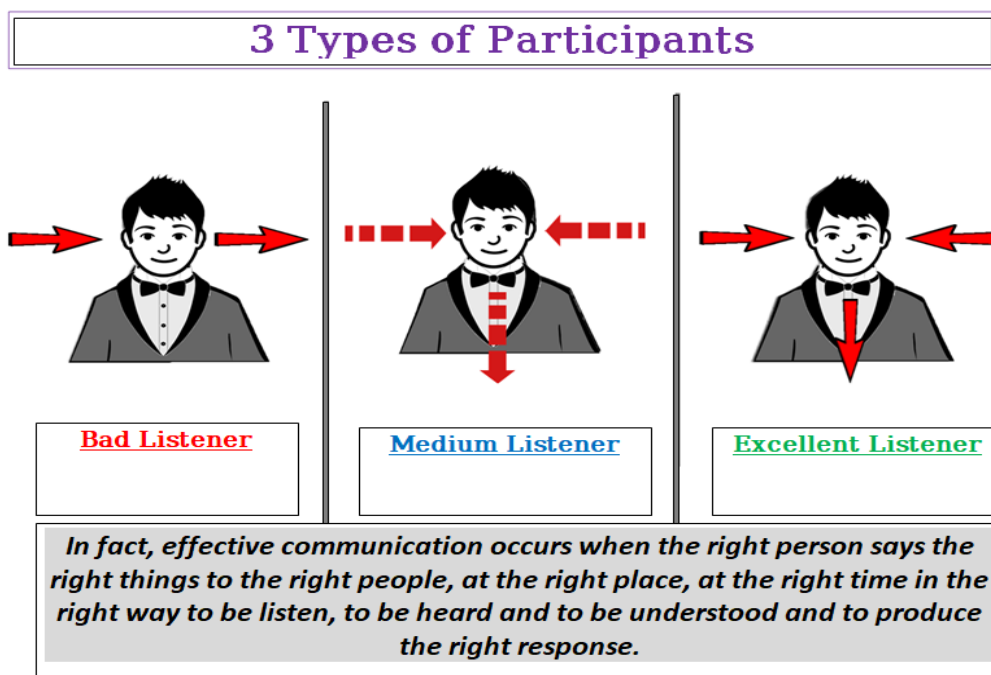 3 Types of Participants
Bad Listener
Medium Listener
Excellent Listener
In fact, effective communication occurs when the right person says the
right things to the right people, at the right place, at the right time in the
right way to be listen, to be heard and to be understood and to produce
the right response.